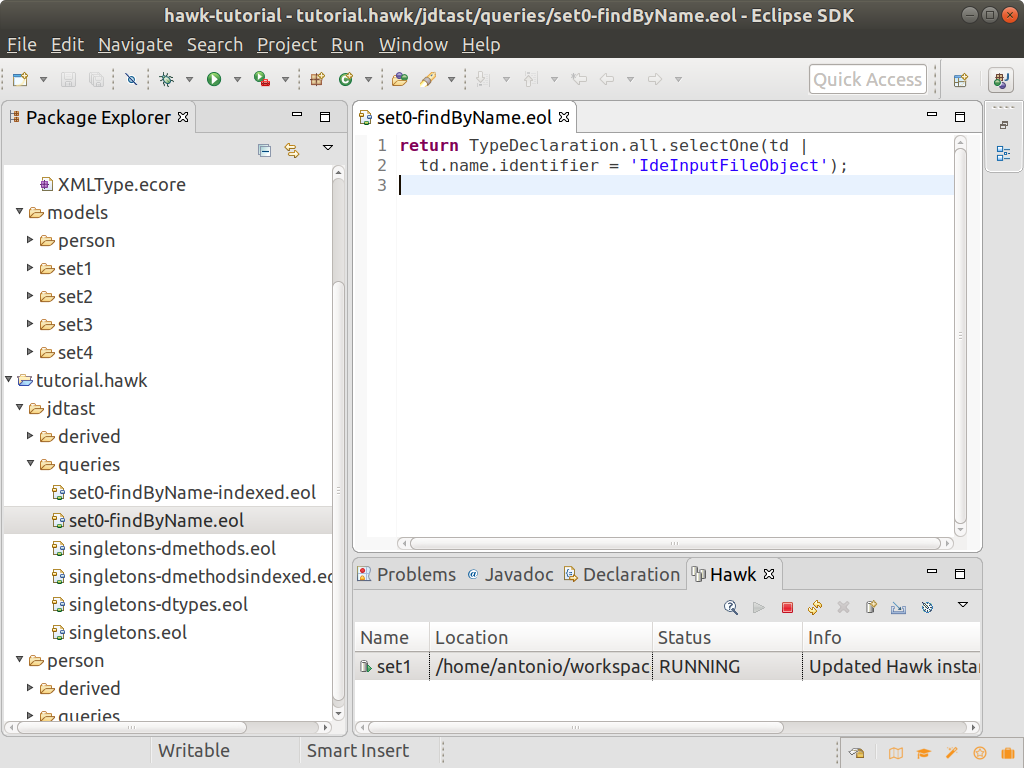 hawk-tutorial - tutorial.hawk/jdtast/queries/set0-findByName.eol - Eclipse SDK
File Edit Navigate Search Project Run Window Help
Quick Access
Package Explorer
XMLType.ecore
models
person
set1
set2
set3
set4
tutorial.hawk
jdtast
derived
queries
set0-findByName-indexed.eol
set0-findByName.eol
singletons-dmethods.eol
singletons-dmethodsindexed.eo
singletons-dtypes.eol
singletons.eol
person
derived
queries
set0-findByName.eol
1 return TypeDeclaration.all.selectOne(td |
2 td.name.identifier = 'IdeInputFileObject');
3
Problems @ Javadoc Declaration Hawk
Name Location Status Info
set1 /home/antonio/workspac RUNNING Updated Hawk insta
Writable Smart Insert